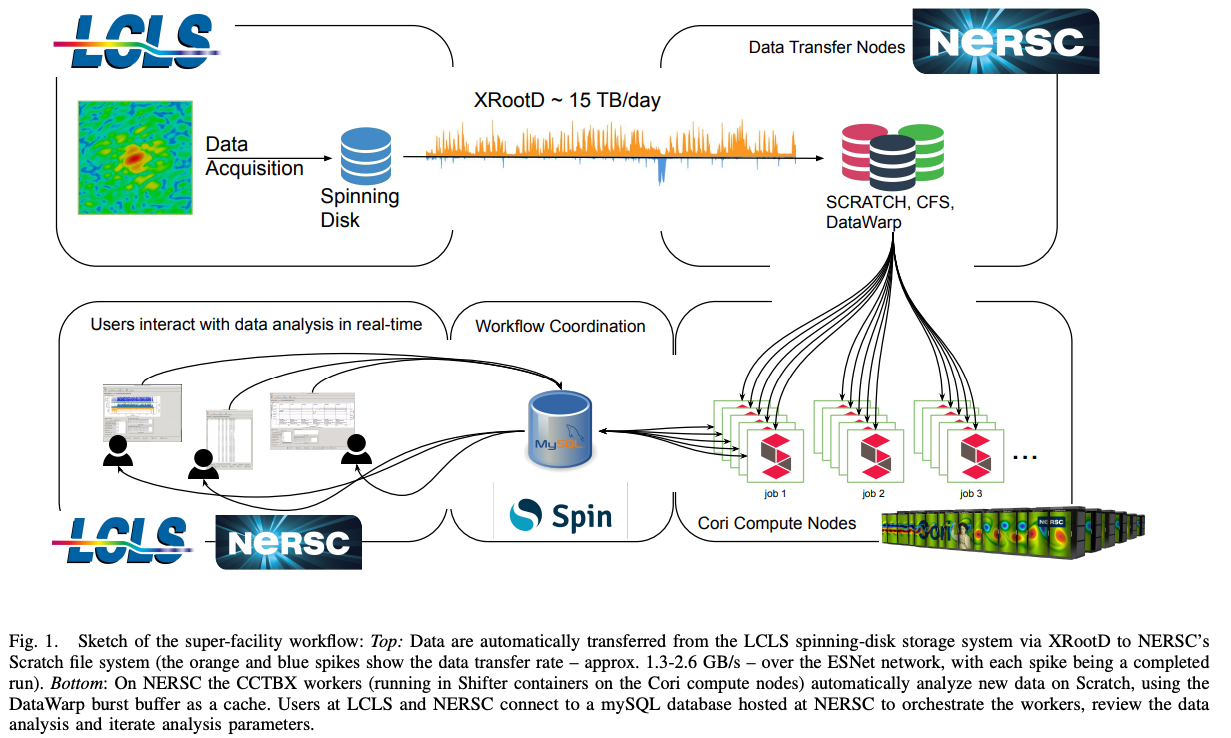 LCLS
Data Transfer Nodes
NERSC
XRootD ~ 15 TB/day
Data
Acquisition
Spinning
Disk
SCRATCH, CFS,
DataWarp
Users interact with data analysis in real-time
Workflow Coordination
MySQL
job 1
job 2
job 3
...
Spin
Cori Compute Nodes
LCLS
NERSC
cori
NERSC
Fig. 1. Sketch of the super-facility workflow: Top: Data are automatically transferred from the LCLS spinning-disk storage system via XRootD to NERSC's
Scratch file system (the orange and blue spikes show the data transfer rate – approx. 1.3-2.6 GB/s – over the ESNet network, with each spike being a completed
run). Bottom: On NERSC the CCTBX workers (running in Shifter containers on the Cori compute nodes) automatically analyze new data on Scratch, using the
DataWarp burst buffer as a cache. Users at LCLS and NERSC connect to a mySQL database hosted at NERSC to orchestrate the workers, review the data
analysis and iterate analysis parameters.